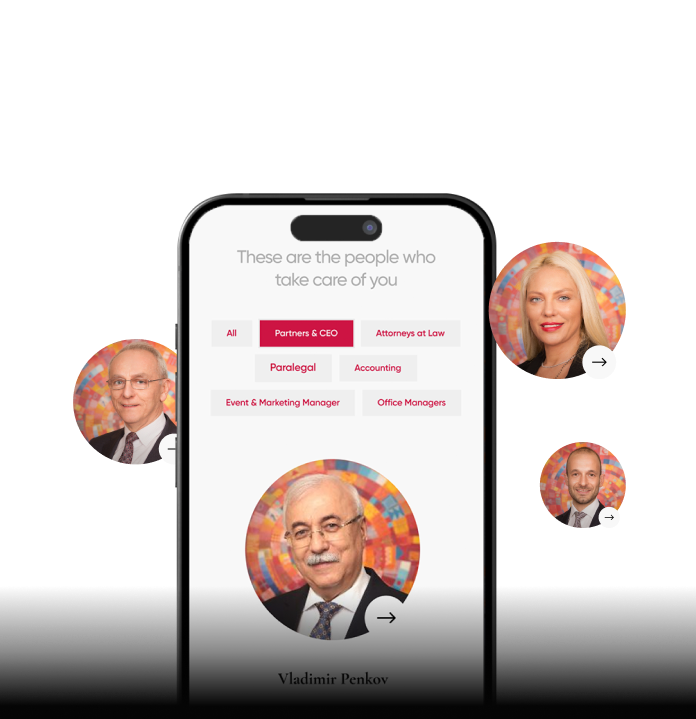 These are the people who
take care of you
All Partners & CEO Attorneys at Law
Paralegal Accounting
Event & Marketing Manager Office Managers
Vladimir Penkov